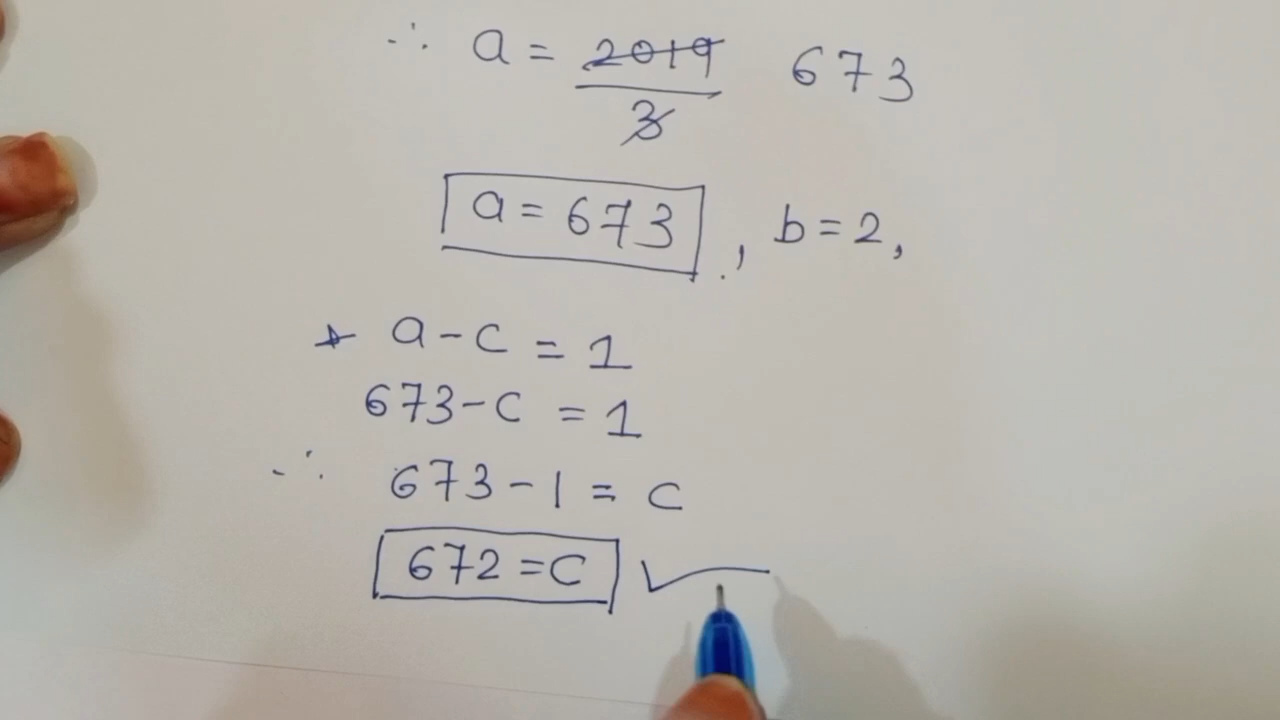 ∴ a = 2019/3 673
a = 673 , b = 2,
* a - c = 1
673 - c = 1
∴ 673 - 1 = c
672 = c ✓